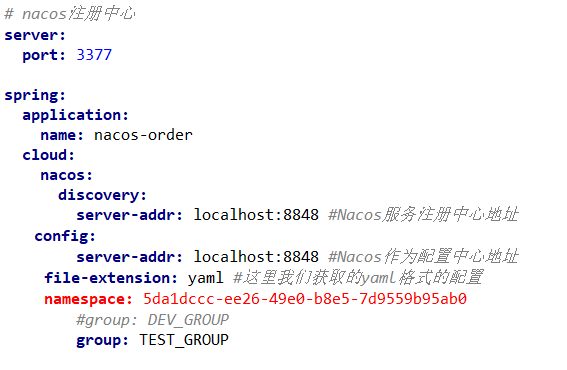 # nacos注册中心
server:
  port: 3377

spring:
  application:
    name: nacos-order
  cloud:
    nacos:
      discovery:
        server-addr: localhost:8848 #Nacos服务注册中心地址
   config:
        server-addr: localhost:8848 #Nacos作为配置中心地址
    file-extension: yaml #这里我们获取的yaml格式的配置
    namespace: 5da1dccc-ee26-49e0-b8e5-7d9559b95ab0
        #group: DEV_GROUP
        group: TEST_GROUP